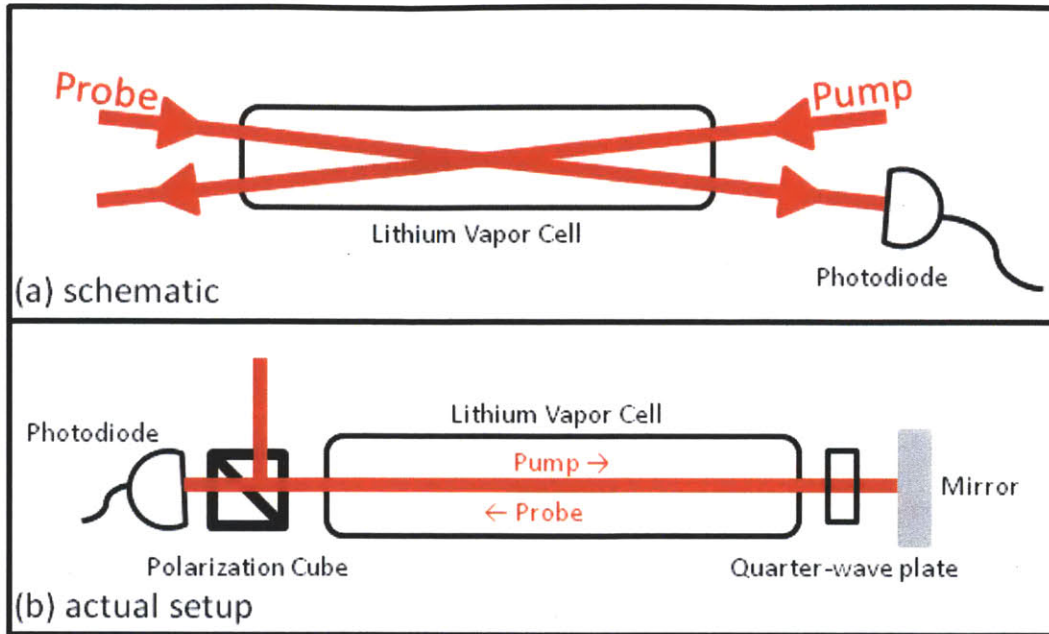 Probe
Pump
Lithium Vapor Cell
Photodiode
(a) schematic
Lithium Vapor Cell
Photodiode
Pump →
← Probe
Mirror
Polarization Cube
Quarter-wave plate
(b) actual setup